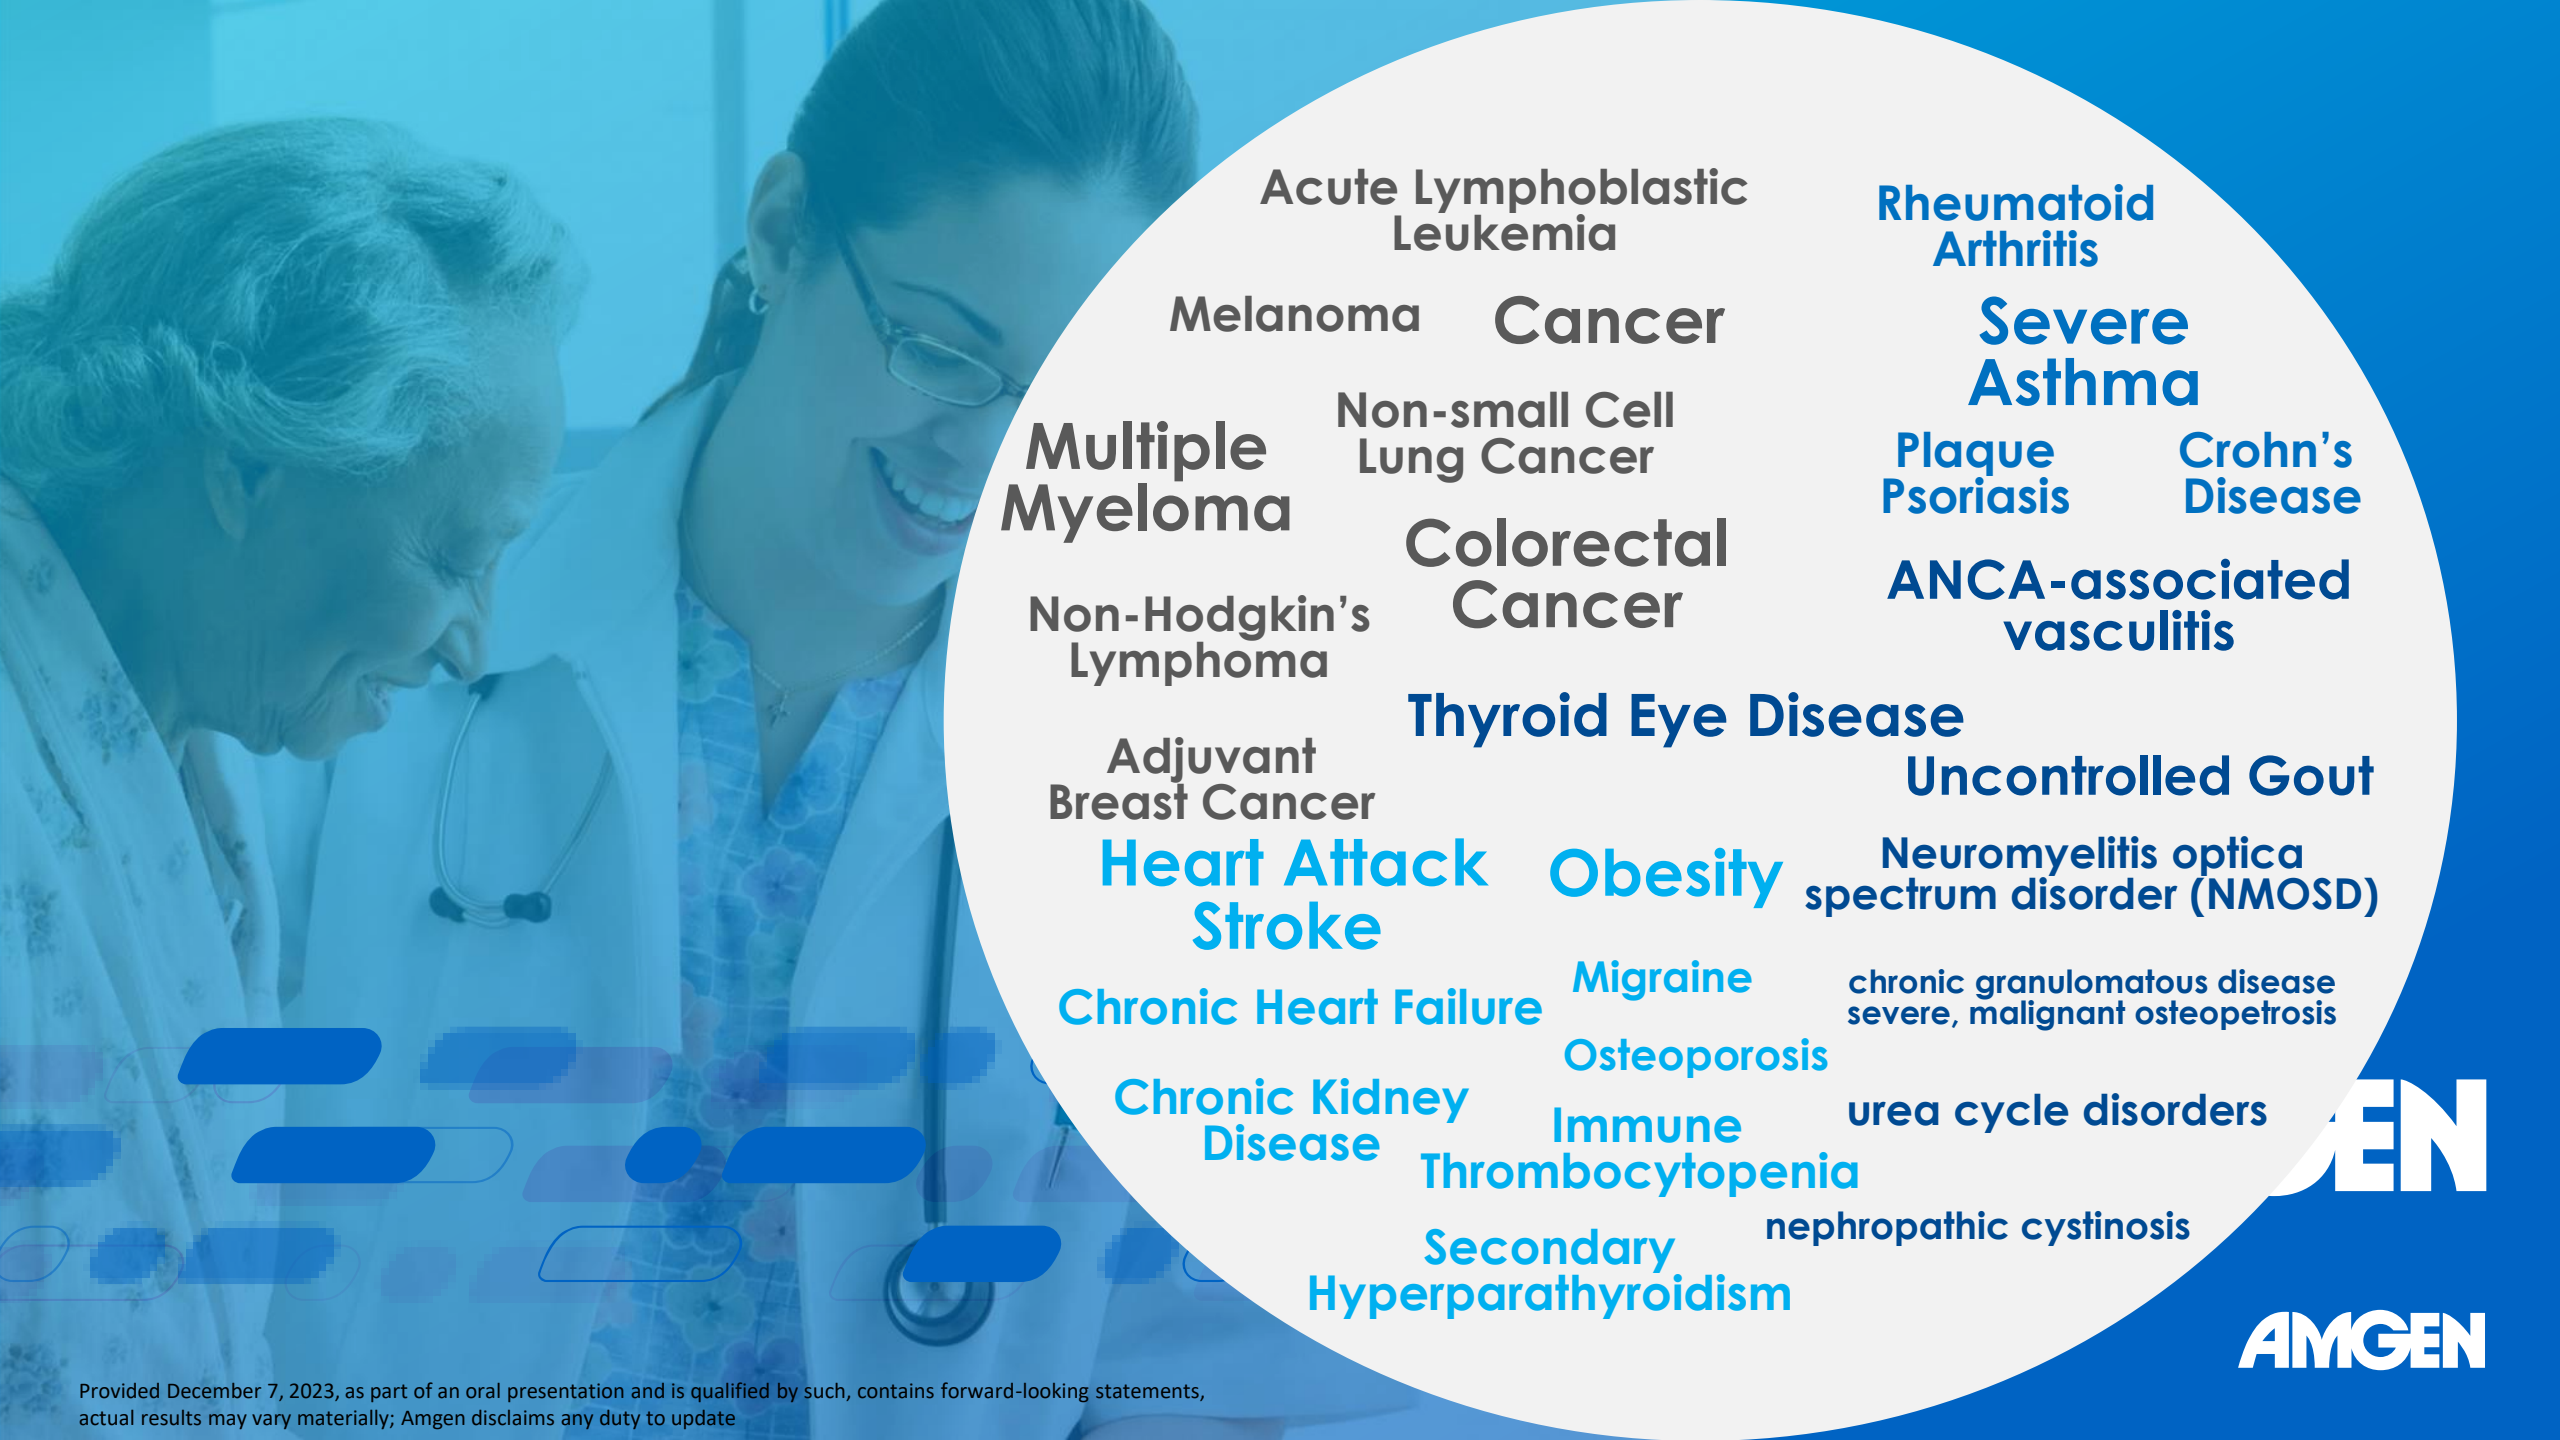 Acute Lymphoblastic
Leukemia
Rheumatoid
Arthritis
Melanoma
Cancer
Severe
Asthma
Non-small Cell
Lung Cancer
Multiple
Myeloma
Plaque
Psoriasis
Crohn’s
Disease
Colorectal
Cancer
ANCA-associated
vasculitis
Non-Hodgkin’s
Lymphoma
Thyroid Eye Disease
Adjuvant
Breast Cancer
Uncontrolled Gout
Heart Attack
Stroke
Obesity
Neuromyelitis optica
spectrum disorder (NMOSD)
Migraine
chronic granulomatous disease
severe, malignant osteopetrosis
Chronic Heart Failure
Osteoporosis
Chronic Kidney
Disease
Immune
Thrombocytopenia
urea cycle disorders
nephropathic cystinosis
Secondary
Hyperparathyroidism
EN
AMGEN
Provided December 7, 2023, as part of an oral presentation and is qualified by such, contains forward-looking statements,
actual results may vary materially; Amgen disclaims any duty to update